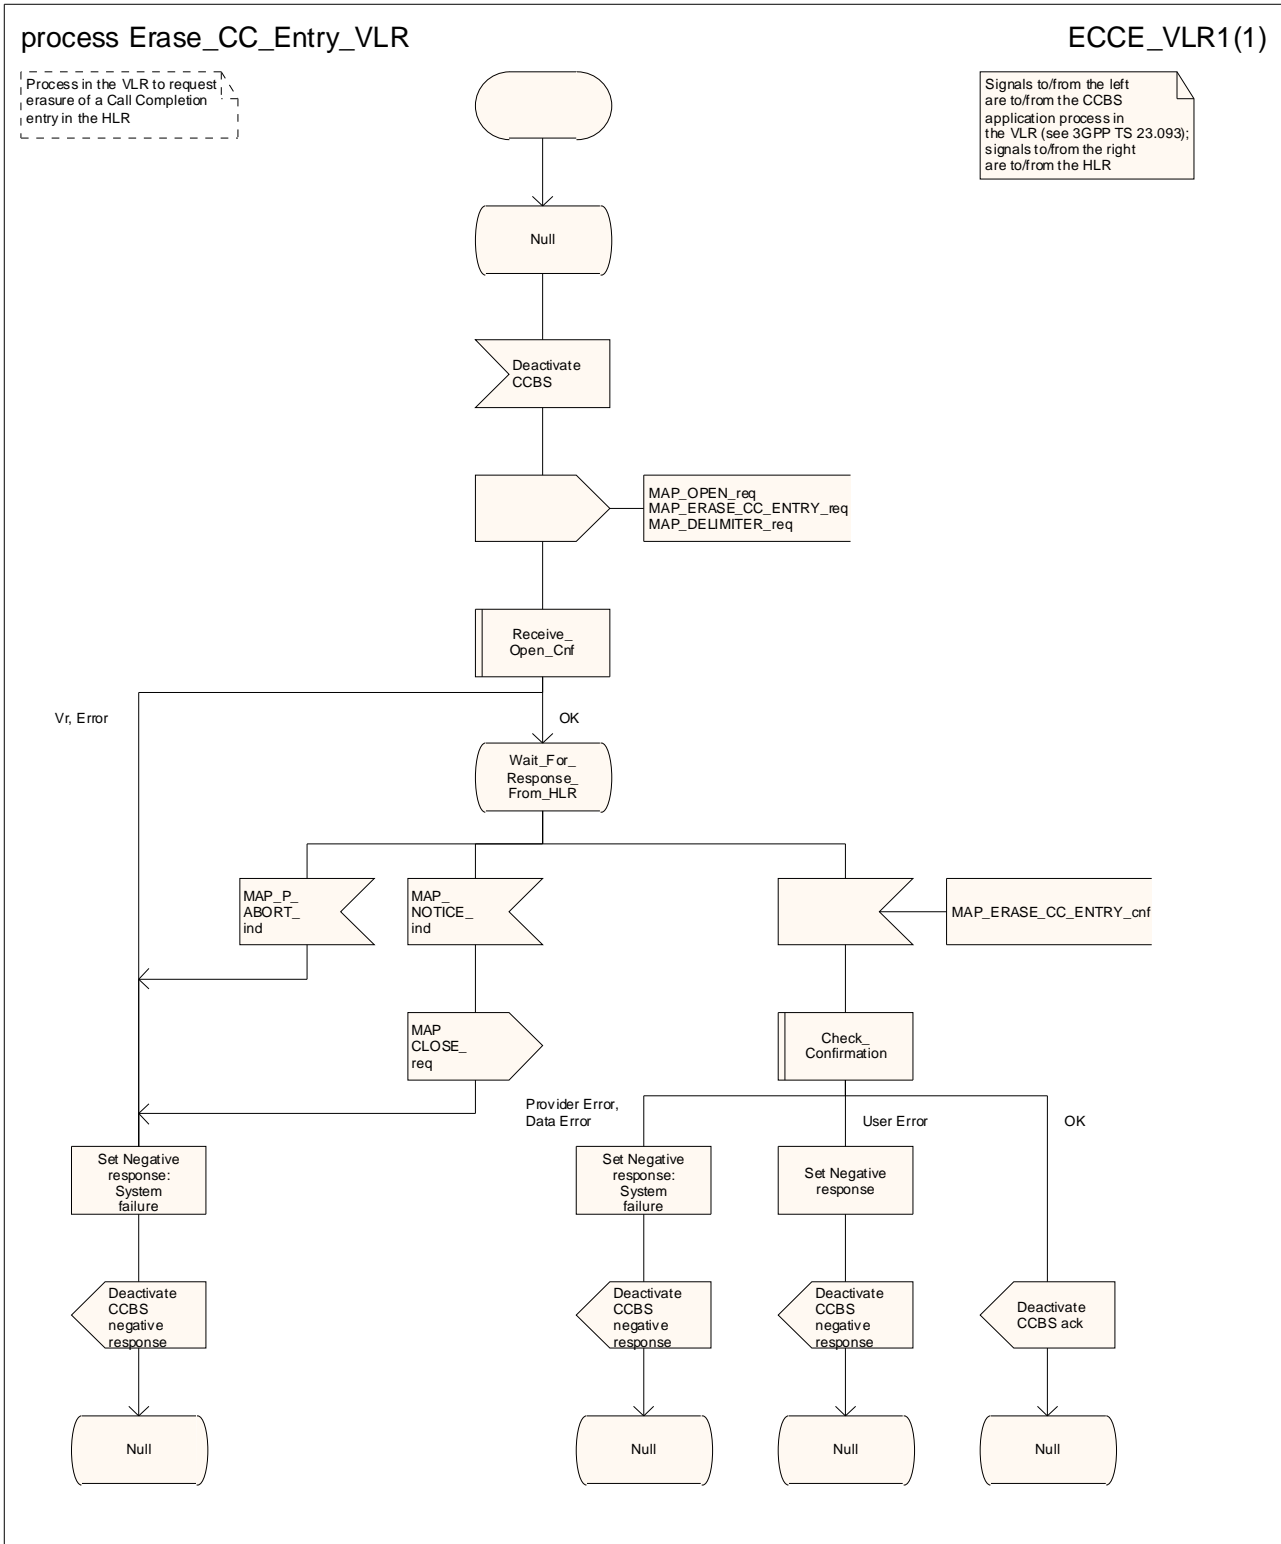 process Erase_CC_Entry_VLR
ECCE_VLR1(1)
Process in the VLR to request
erasure of a Call Completion
entry in the HLR
Signals to/from the left
are to/from the CCBS
application process in
the VLR (see 3GPP TS 23.093);
signals to/from the right
are to/from the HLR
Null
Deactivate
CCBS
MAP_OPEN_req
MAP_ERASE_CC_ENTRY_req
MAP_DELIMITER_req
Receive_
Open_Cnf
Vr, Error
OK
Wait_For_
Response_
From_HLR
MAP_P_
ABORT_
ind
MAP_
NOTICE_
ind
MAP_ERASE_CC_ENTRY_cnf
MAP
CLOSE_
req
Check_
Confirmation
Provider Error,
Data Error
User Error
OK
Set Negative
response:
System
failure
Set Negative
response:
System
failure
Set Negative
response
Deactivate
CCBS
negative
response
Deactivate
CCBS
negative
response
Deactivate
CCBS
negative
response
Deactivate
CCBS ack
Null
Null
Null
Null